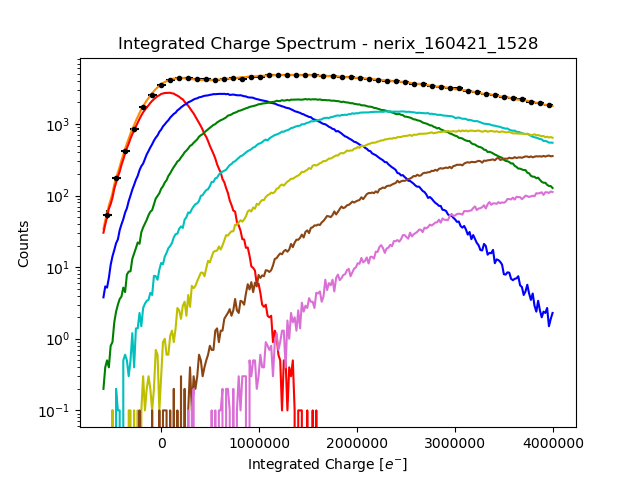 Integrated Charge Spectrum - nerix_160421_1528
Counts
10³
10²
10¹
10⁰
10⁻¹
0 1000000 2000000 3000000 4000000
Integrated Charge [e⁻]